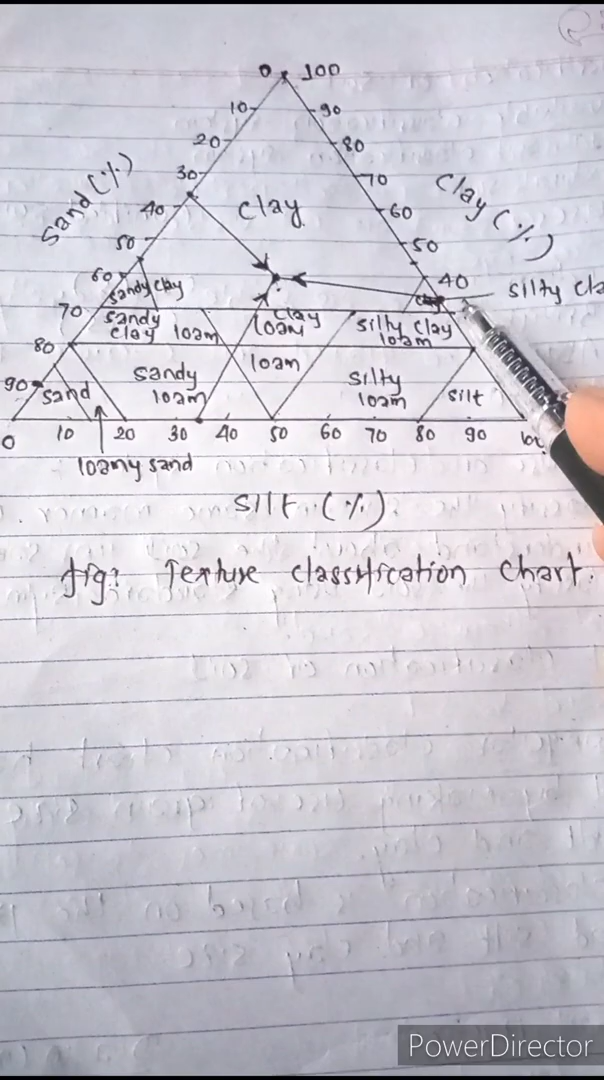 0 100
10 90
20 80
30 70
Sand (%) 40 clay 60 clay (%)
50 50
60 sandy clay 40 silty cla
70 sandy clay loam clay loam silty clay loam
80
90 sand sandy loam loam silty loam silt
0 10 20 30 40 50 60 70 80 90
loamy sand
silt (%)
fig: Texture classification chart.
PowerDirector